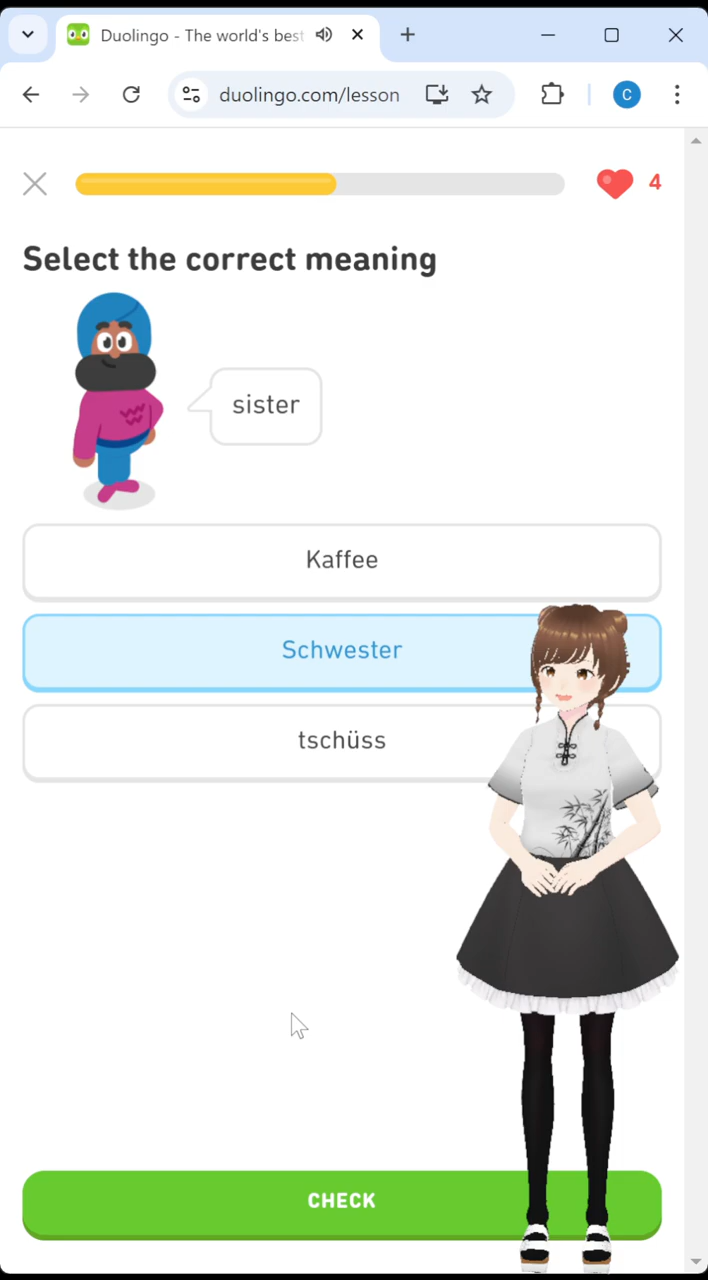 Duolingo - The world's best
duolingo.com/lesson
C
4
Select the correct meaning
sister
Kaffee
Schwester
tschüss
CHECK